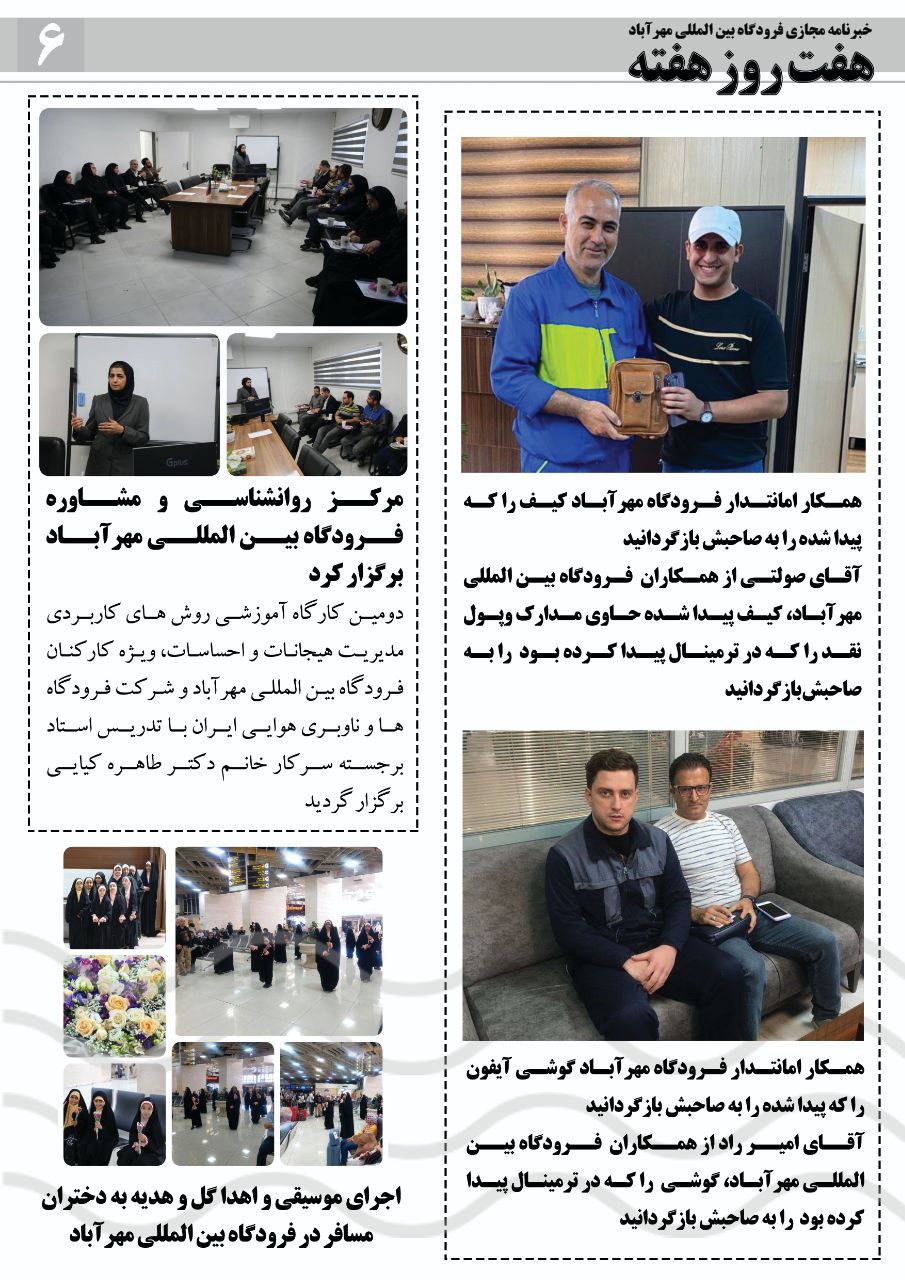 خبرنامه مجازی فرودگاه بین المللی مهرآباد
هفت روز هفته
۶
همکار امانتدار فرودگاه مهرآباد کیف را که
پیدا شده را به صاحبش بازگردانید
آقای صولتی از همکاران فرودگاه بین المللی
مهرآباد، کیف پیدا شده حاوی مدارک وپول
نقد را که در ترمینال پیدا کرده بود را به
صاحبش بازگردانید
همکار امانتدار فرودگاه مهرآباد گوشی آیفون
را که پیدا شده را به صاحبش بازگردانید
آقای امیر راد از همکاران فرودگاه بین
المللی مهرآباد، گوشی را که در ترمینال پیدا
کرده بود را به صاحبش بازگردانید
Gplus
مرکز روانشناسی و مشاوره
فرودگاه بین المللی مهرآباد
برگزار کرد
دومین کارگاه آموزشی روش های کاربردی
مدیریت هیجانات و احساسات، ویژه کارکنان
فرودگاه بین المللی مهرآباد و شرکت فرودگاه
ها و ناوبری هوایی ایران با تدریس استاد
برجسته سرکار خانم دکتر طاهره کیایی
برگزار گردید
اجرای موسیقی و اهدا گل و هدیه به دختران
مسافر در فرودگاه بین المللی مهرآباد